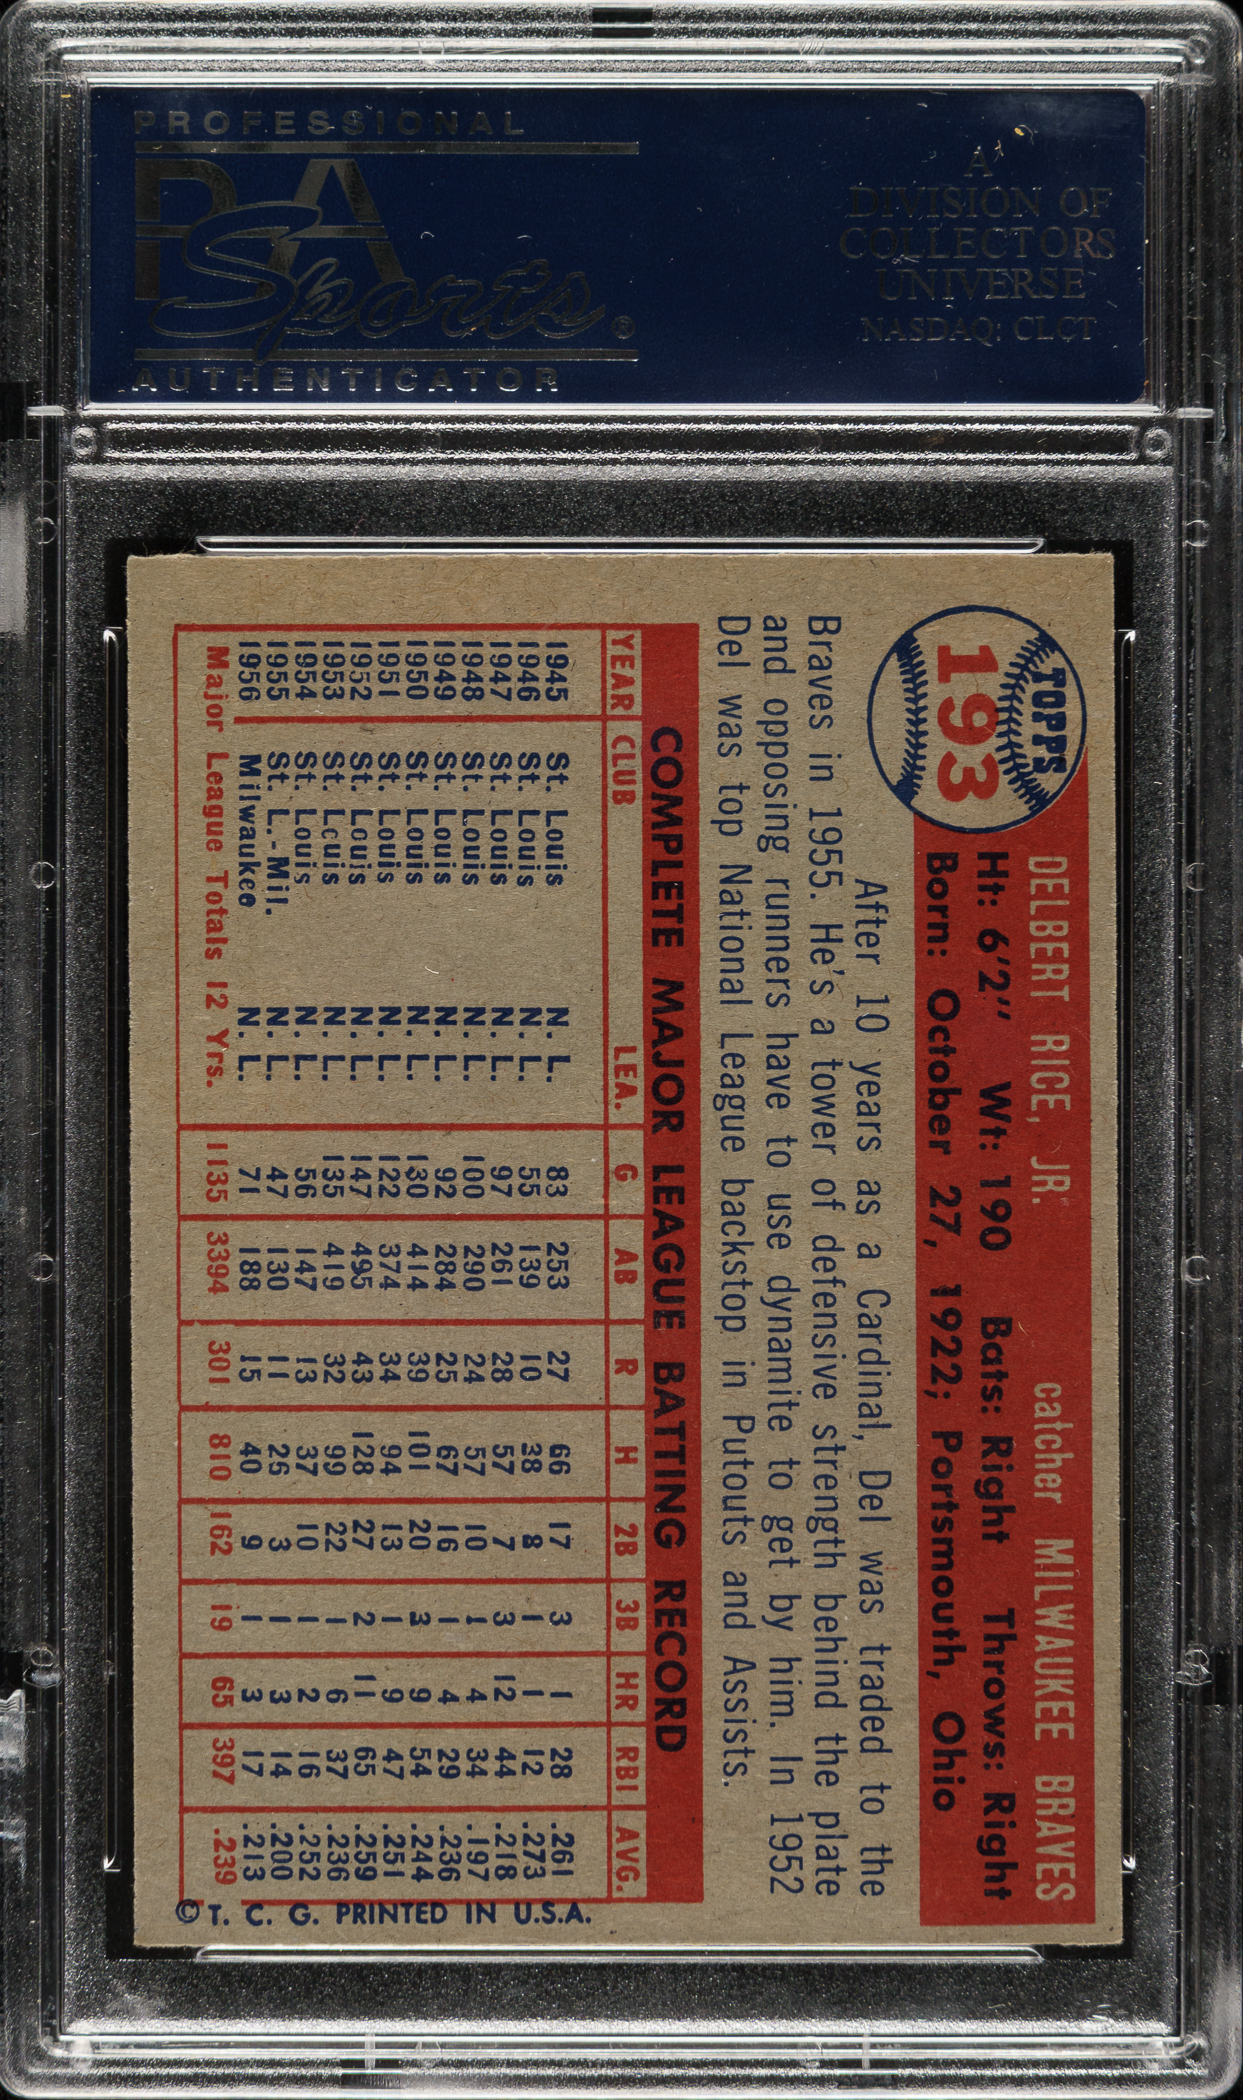 PROFESSIONAL
PSA
Sports®
AUTHENTICATOR
A
DIVISION OF
COLLECTORS
UNIVERSE
NASDAQ: CLCT
TOPPS
193
DELBERT RICE, JR. catcher MILWAUKEE BRAVES
Ht: 6'2" Wt: 190 Bats: Right Throws: Right
Born: October 27, 1922; Portsmouth, Ohio
After 10 years as a Cardinal, Del was traded to the
Braves in 1955. He's a tower of defensive strength behind the plate
and opposing runners have to use dynamite to get by him. In 1952
Del was top National League backstop in Putouts and Assists.
COMPLETE MAJOR LEAGUE BATTING RECORD
YEAR CLUB LEA. G AB R H 2B 3B HR RBI AVG.
1945 St. Louis N. L. 83 253 27 66 17 3 1 28 .261
1946 St. Louis N. L. 55 139 10 38 8 1 1 12 .273
1947 St. Louis N. L. 97 261 28 57 7 3 12 44 .218
1948 St. Louis N. L. 100 290 24 57 10 1 4 34 .197
1949 St. Louis N. L. 92 284 25 67 16 1 4 29 .236
1950 St. Louis N. L. 130 414 39 101 20 3 9 54 .244
1951 St. Louis N. L. 122 374 34 94 13 1 9 47 .251
1952 St. Louis N. L. 147 495 43 128 27 2 11 65 .259
1953 St. Louis N. L. 135 419 32 99 22 1 6 37 .236
1954 St. Louis N. L. 56 147 13 37 10 1 2 16 .252
1955 St. L.-Mil. N. L. 47 130 11 26 3 1 3 14 .200
1956 Milwaukee N. L. 71 188 15 40 9 1 3 17 .213
Major League Totals 12 Yrs. 1135 3394 301 810 162 19 65 397 .239
© T. C. G. PRINTED IN U.S.A.